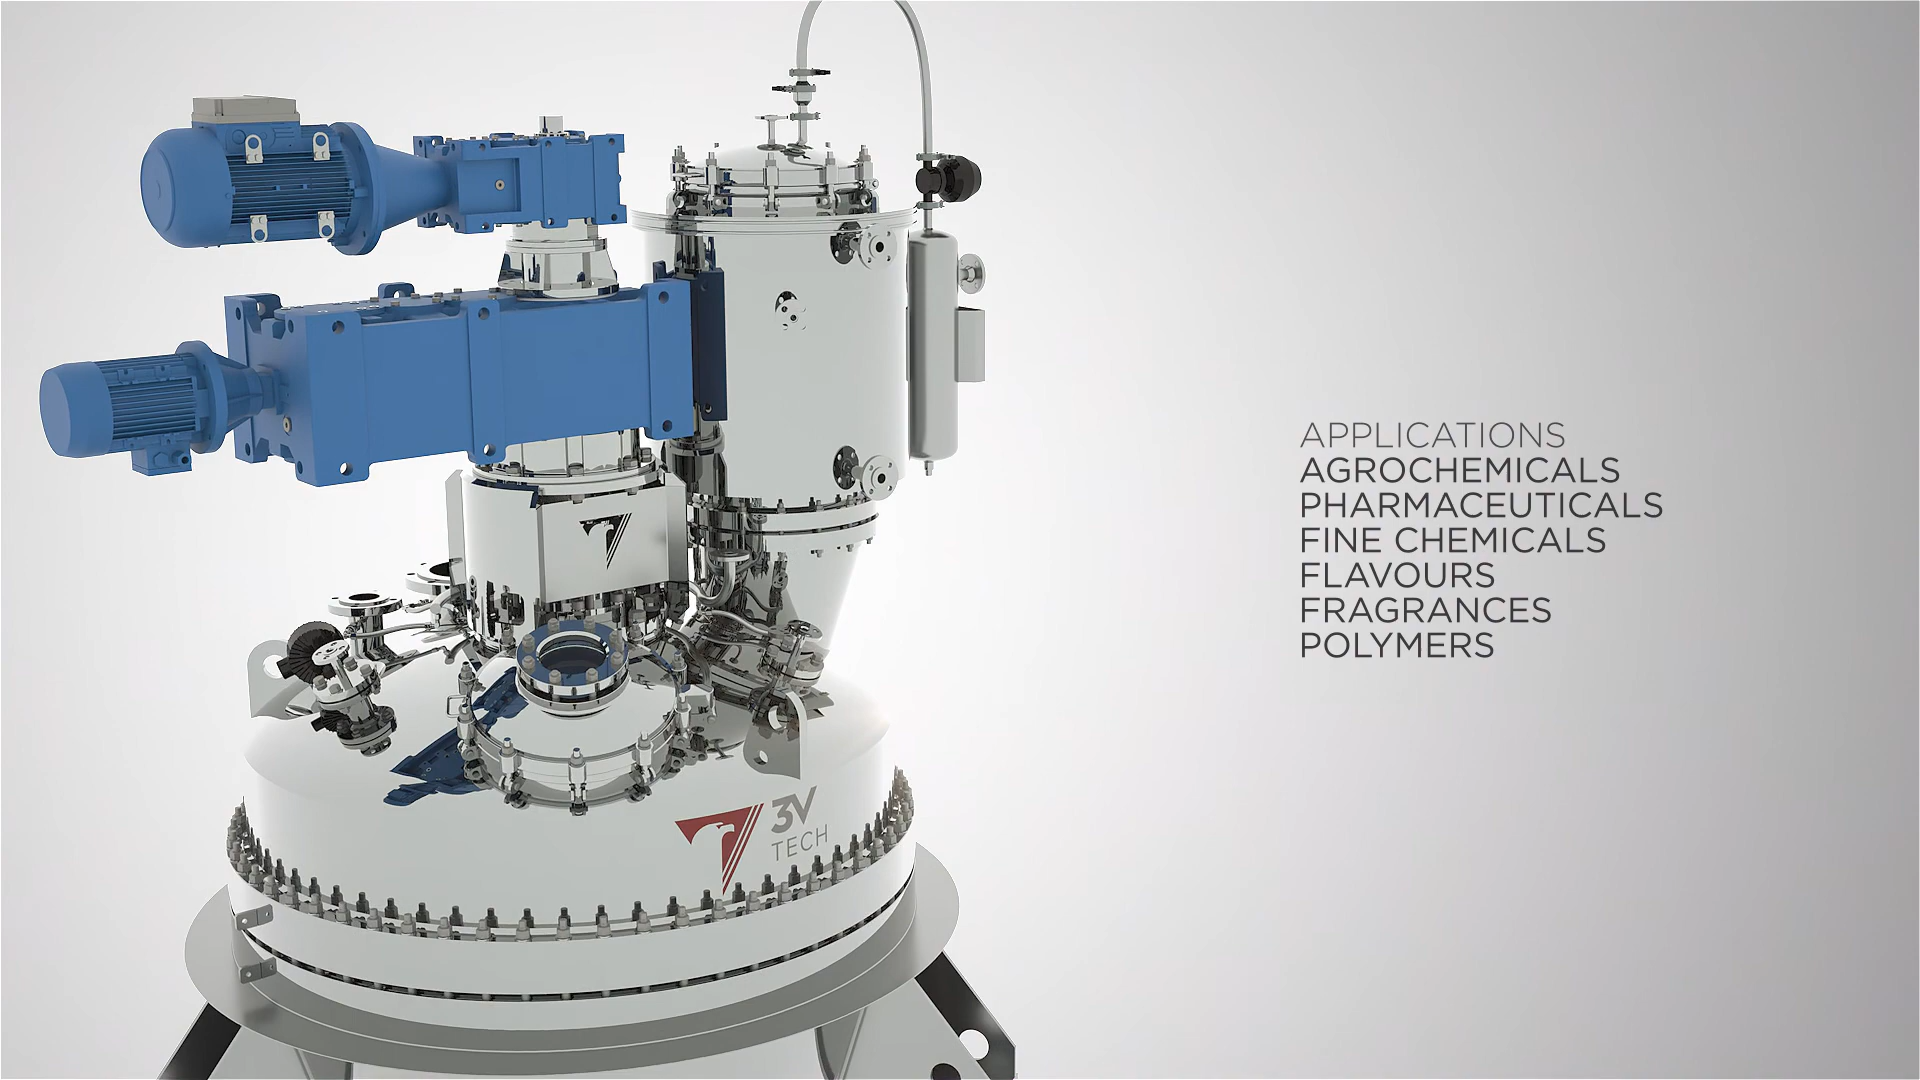 3V
TECH
APPLICATIONS
AGROCHEMICALS
PHARMACEUTICALS
FINE CHEMICALS
FLAVOURS
FRAGRANCES
POLYMERS